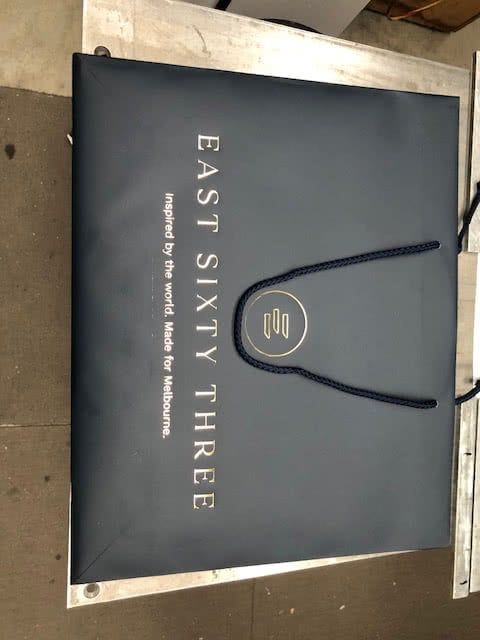 EAST SIXTY THREE
Inspired by the world. Made for Melbourne.